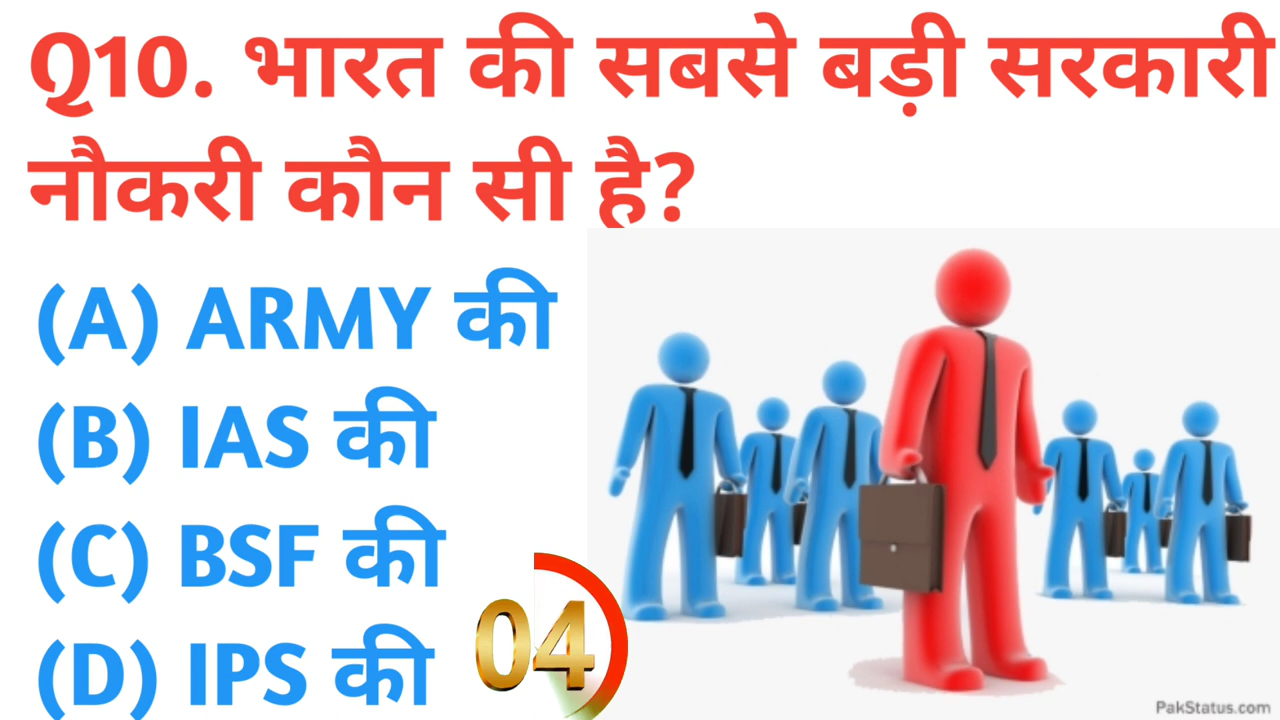 Q10. भारत की सबसे बड़ी सरकारी
नौकरी कौन सी है?
(A) ARMY की
(B) IAS की
(C) BSF की
(D) IPS की
04
PakStatus.com